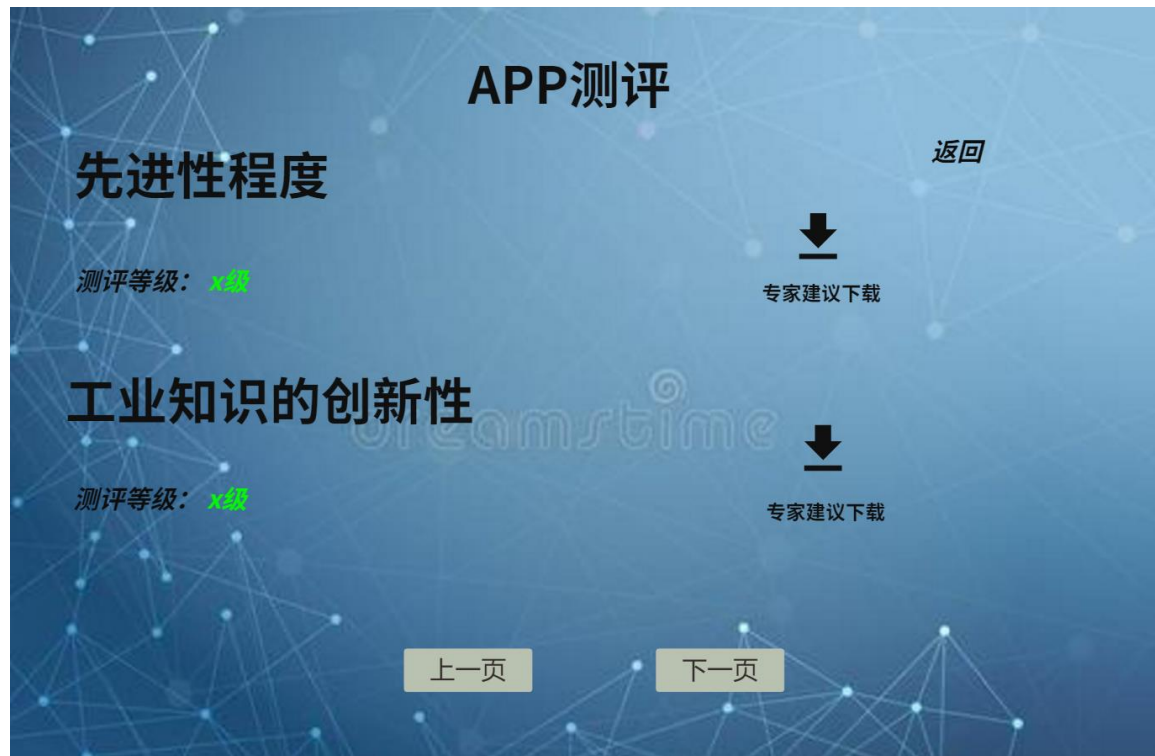 APP测评
返回
先进性程度
测评等级： x级
专家建议下载
工业知识的创新性
dreamstime
测评等级： x级
专家建议下载
上一页
下一页